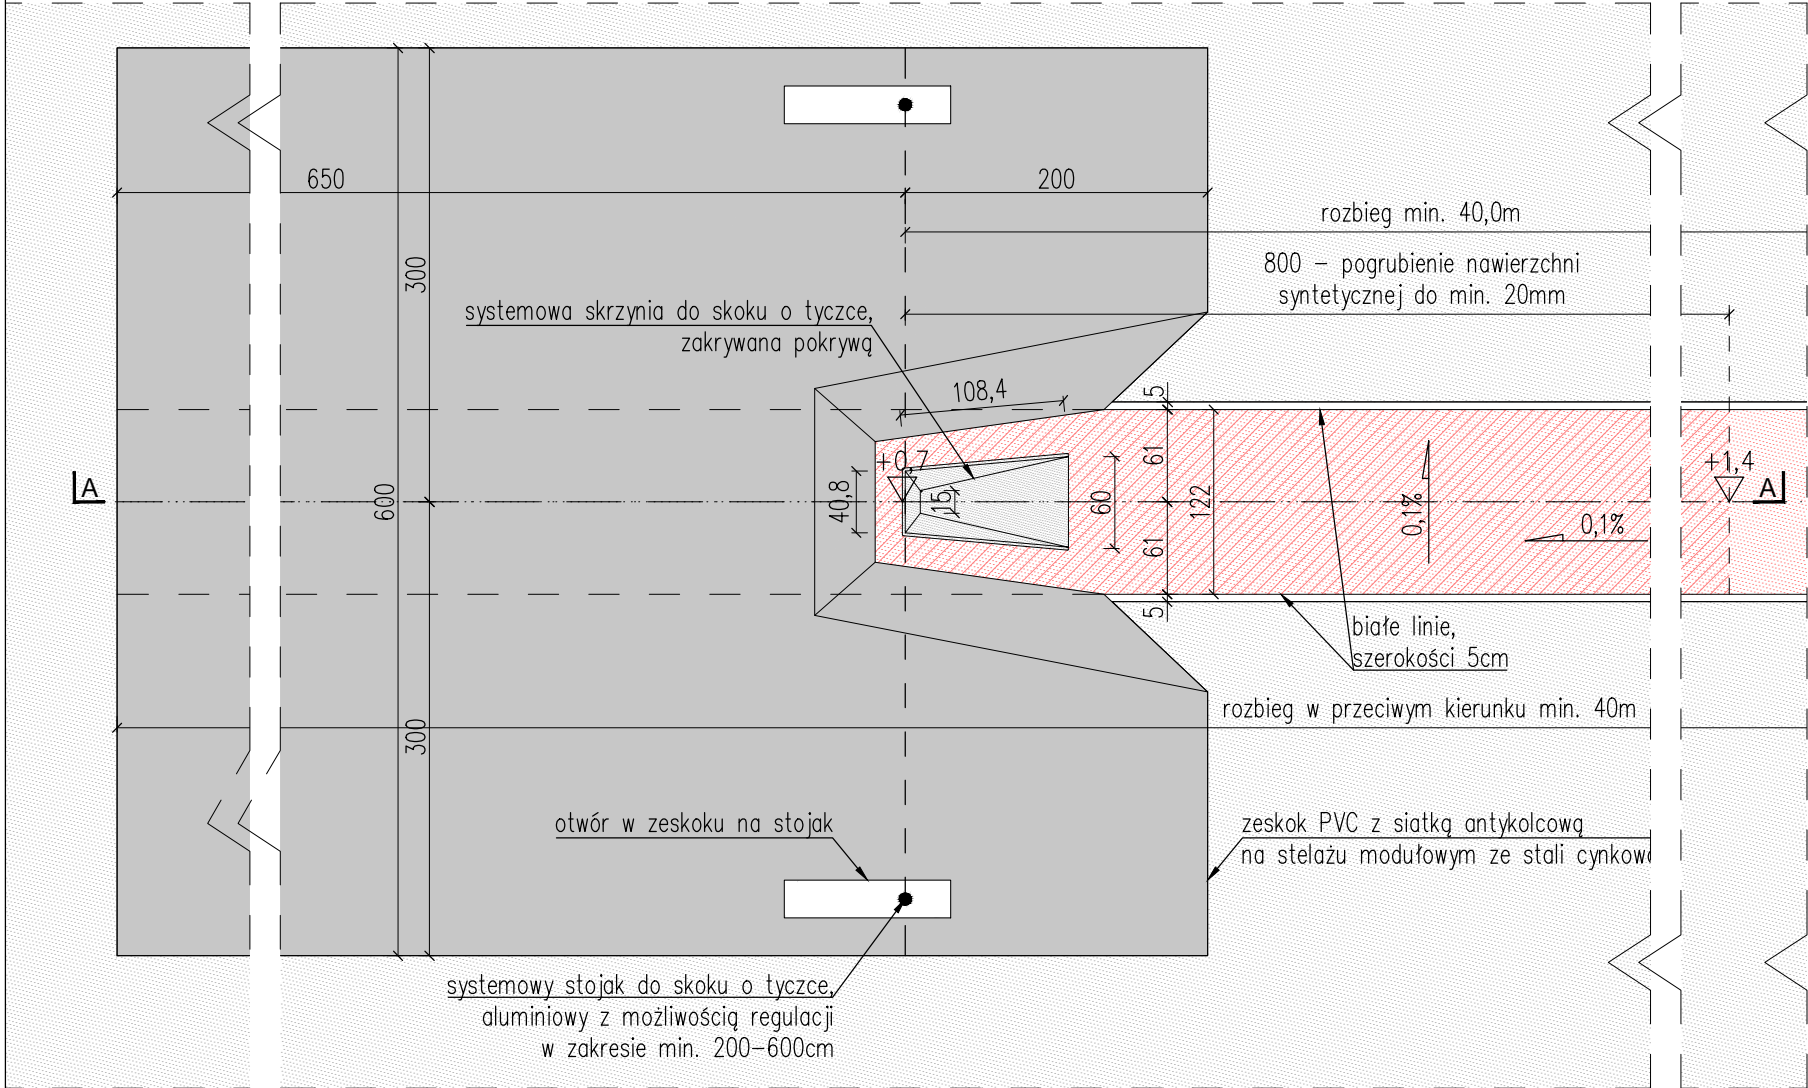 650
200
rozbieg min. 40,0m
800 – pogrubienie nawierzchni
syntetycznej do min. 20mm
300
systemowa skrzynia do skoku o tyczce,
zakrywana pokrywą
108,4
5
61
+0,7
+1,4
A
A
600
40,8
15
60
122
0,1%
0,1%
61
5
białe linie,
szerokości 5cm
rozbieg w przeciwym kierunku min. 40m
300
otwór w zeskoku na stojak
zeskok PVC z siatką antykolcową
na stelażu modułowym ze stali
systemowy stojak do skoku o tyczce,
aluminiowy z możliwością regulacji
w zakresie min. 200–600cm